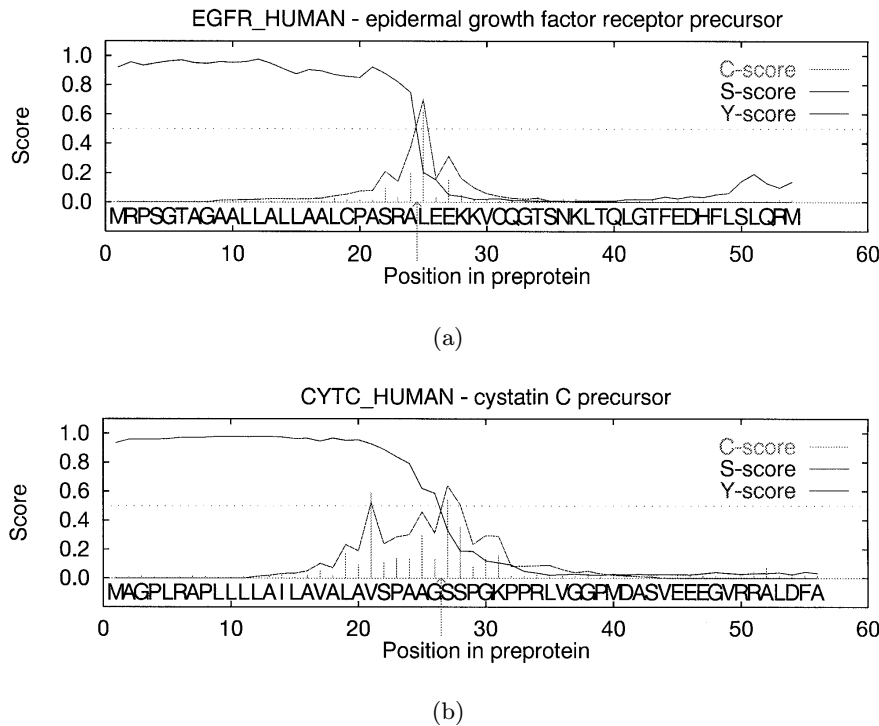 EGFR_HUMAN - epidermal growth factor receptor precursor
1.0
0.8
0.6
0.4
0.2
0.0
Score
C-score
S-score
Y-score
MRPSGTAGAALLALLAALCPASRALEEKKVCQGTSNKLTQLGTFEDHFLSLQRM
0 10 20 30 40 50 60
Position in preprotein
(a)
CYTC_HUMAN - cystatin C precursor
1.0
0.8
0.6
0.4
0.2
0.0
Score
C-score
S-score
Y-score
MAGPLRAPLLLLAILAVALAVSPAAGSSPGKPPRLVGGPMDASVEEEGVRRALDFA
0 10 20 30 40 50 60
Position in preprotein
(b)